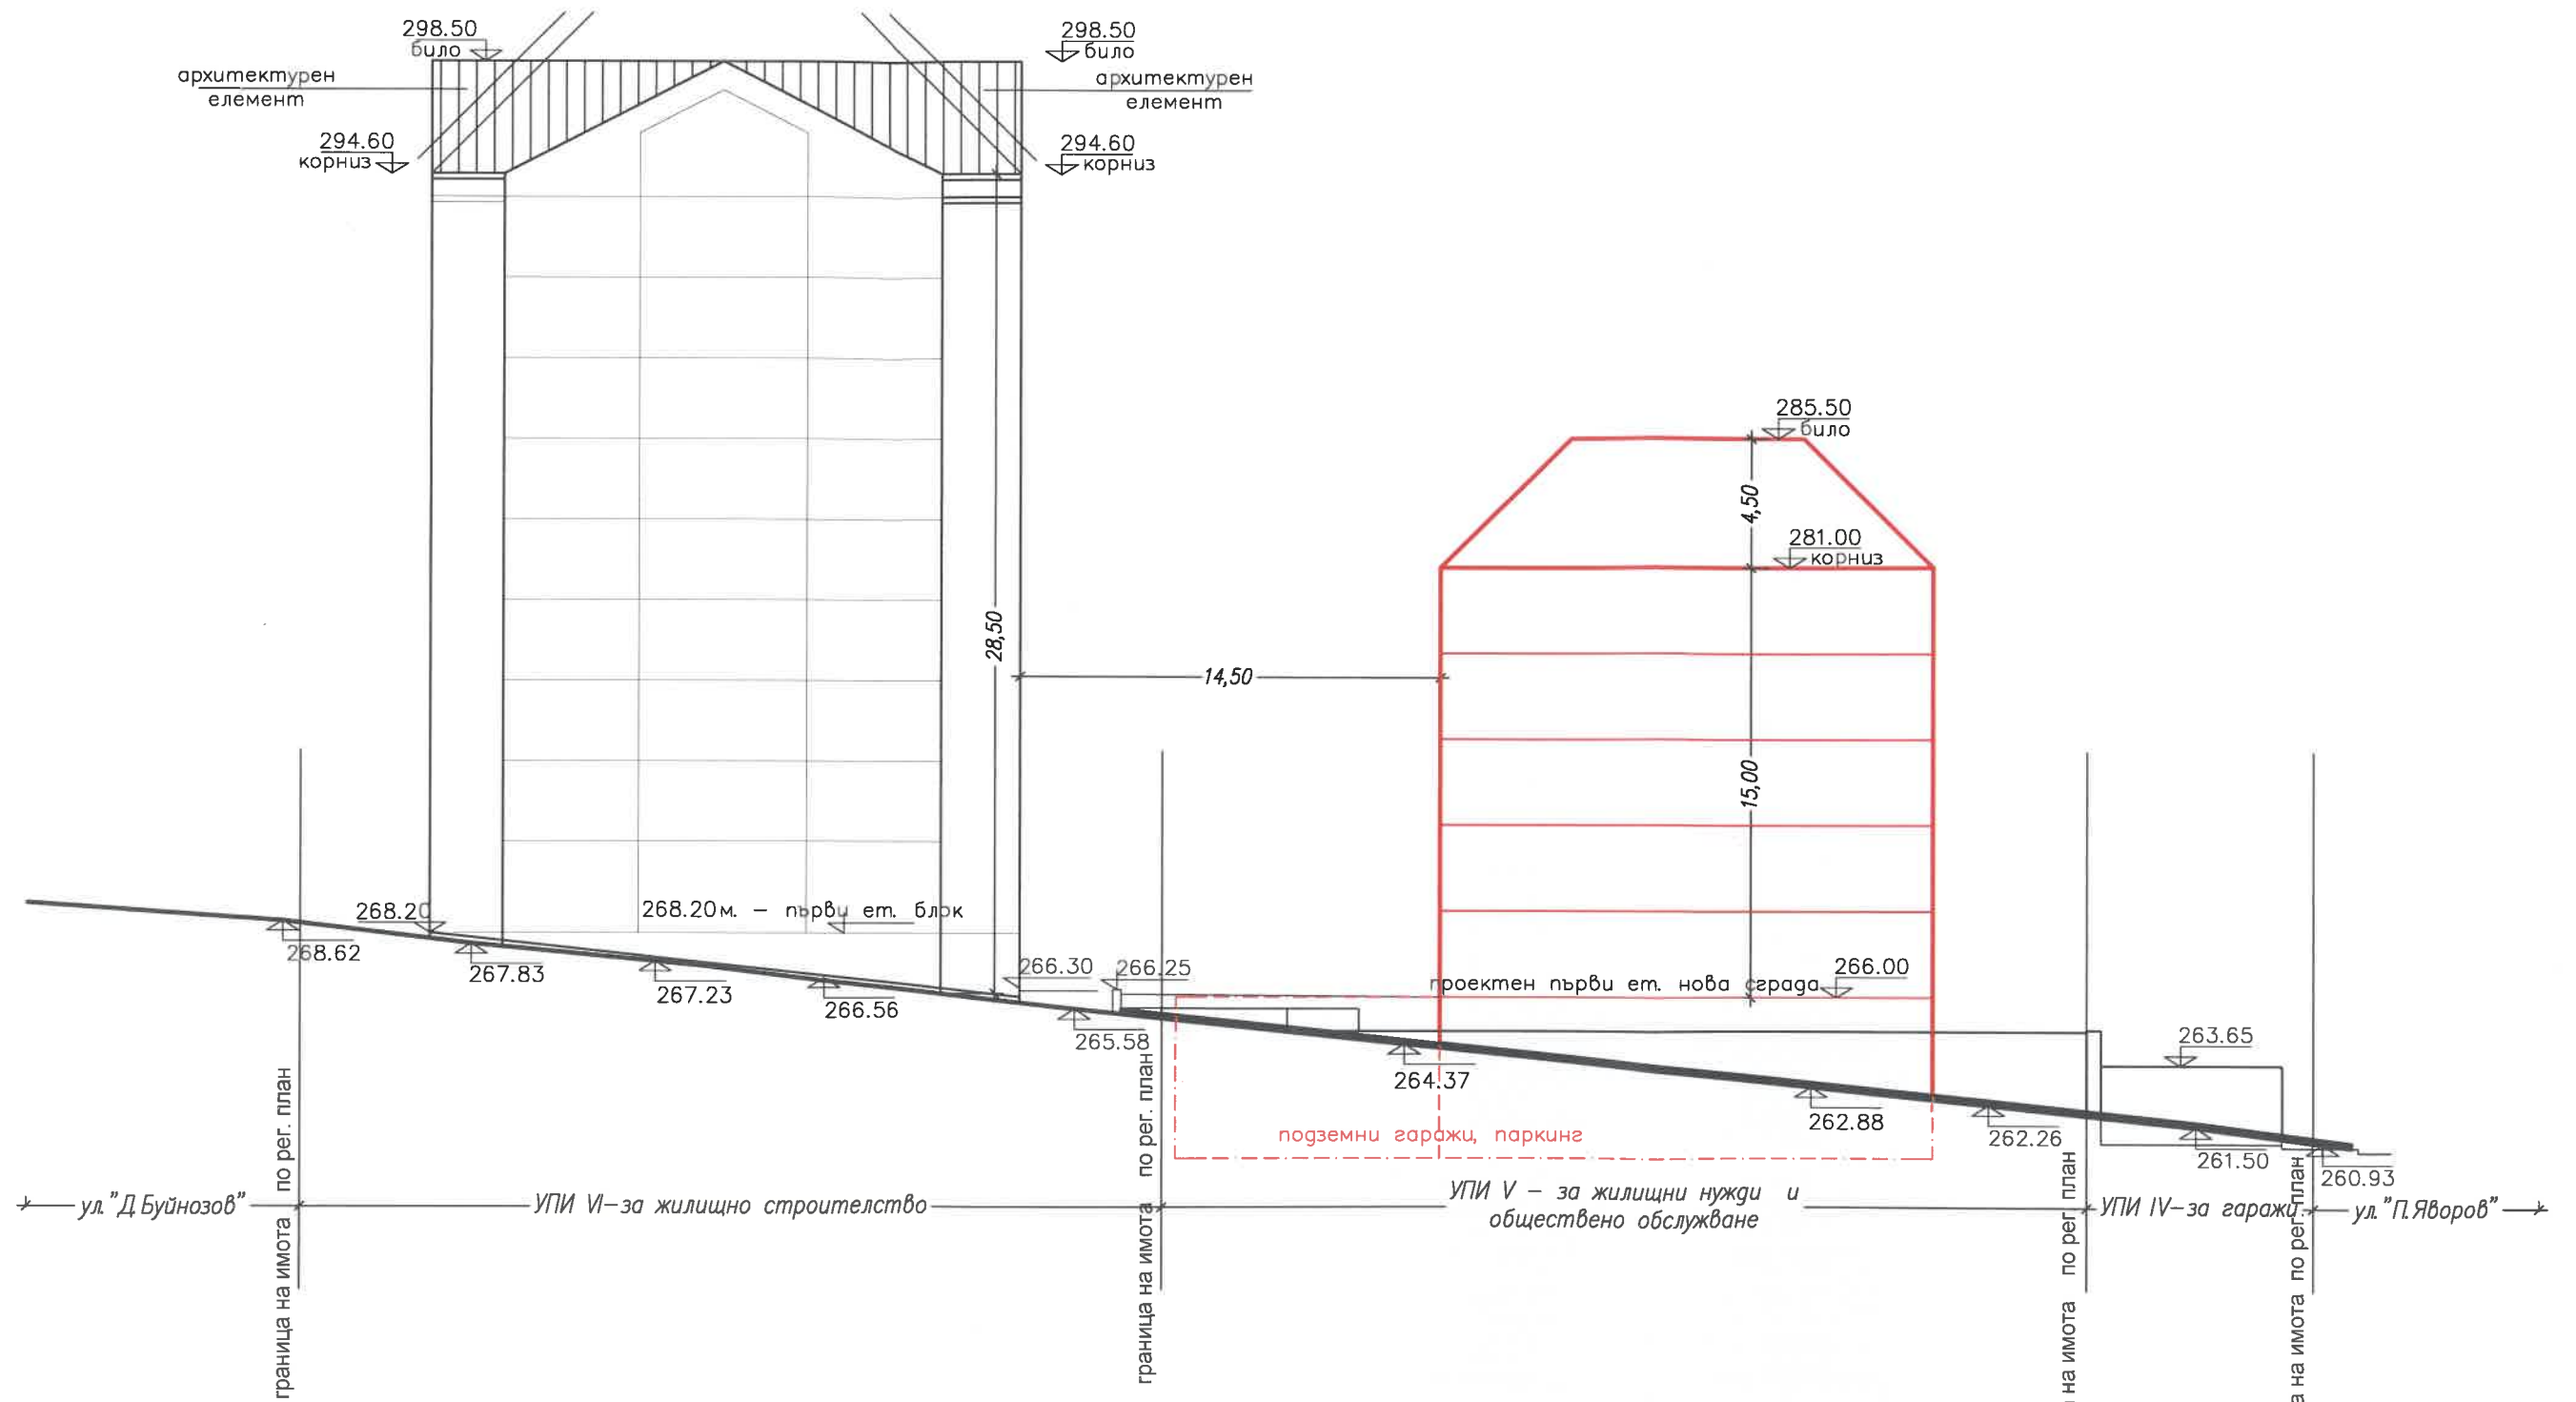 298.50
било
архитектурен
елемент
294.60
корниз
298.50
било
архитектурен
елемент
294.60
корниз
285.50
било
4,50
281.00
корниз
28,50
14,50
15,00
268.20
268.20м. – първи ет. блок
268.62
267.83
267.23
266.56
266.30
266.25
265.58
проектен първи ет. нова сграда
266.00
264.37
262.88
262.26
263.65
261.50
260.93
подземни гаражи, паркинг
ул."Д.Буйнозов"
УПИ VI–за жилищно строителство
УПИ V – за жилищни нужди и
обществено обслужване
УПИ IV–за гаражи
ул."П.Яворов"
граница на имота по рег. план
граница на имота по рег. план
на имота по рег. план
а на имота по рег. план